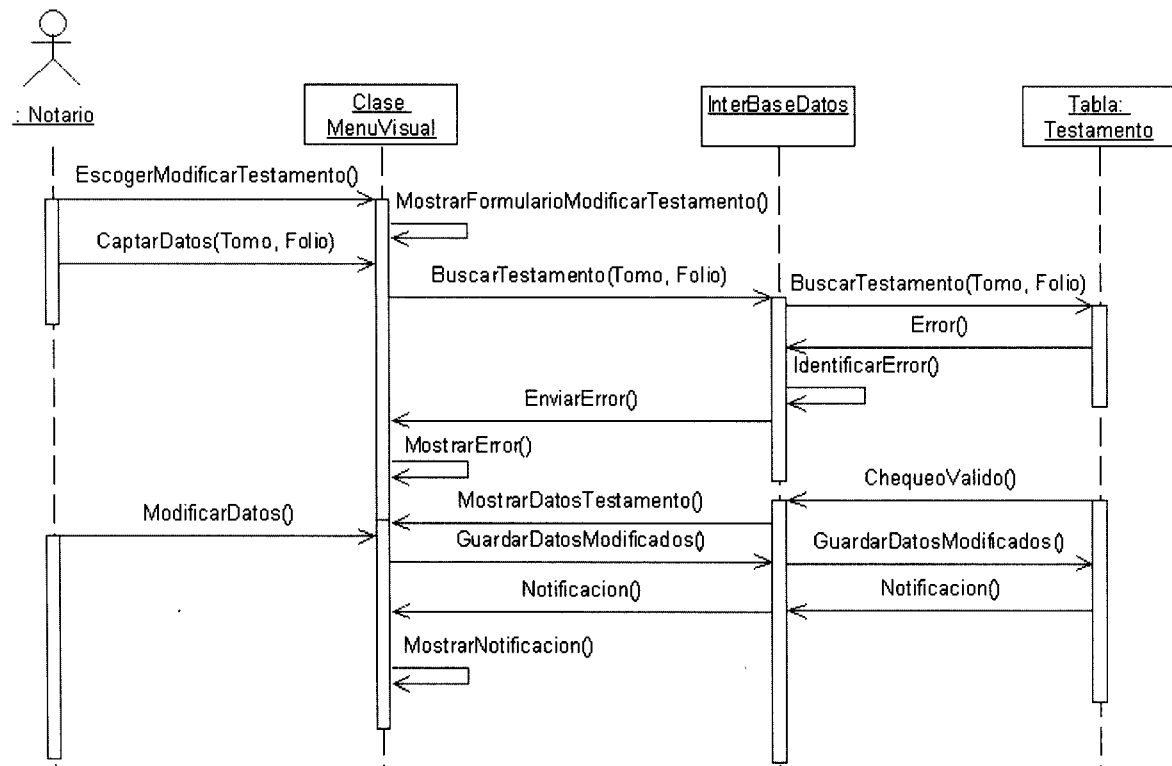 : Notario
Clase
MenuVisual
InterBaseDatos
Tabla:
Testamento
EscogerModificarTestamento()
MostrarFormularioModificarTestamento()
CaptarDatos(Tomo, Folio)
BuscarTestamento(Tomo, Folio)
BuscarTestamento(Tomo, Folio)
Error()
IdentificarError()
EnviarError()
MostrarError()
ChequeoValido()
MostrarDatosTestamento()
ModificarDatos()
GuardarDatosModificados()
GuardarDatosModificados()
Notificacion()
Notificacion()
MostrarNotificacion()